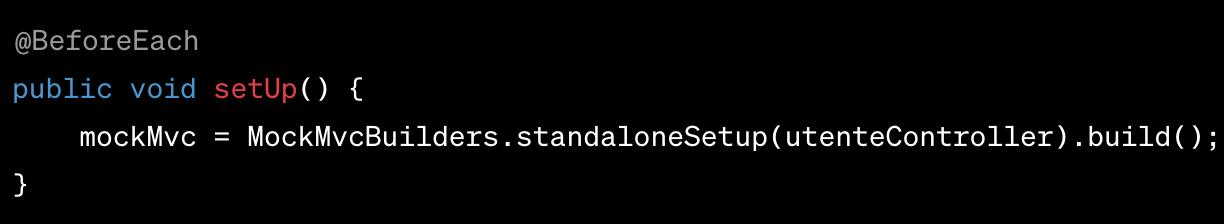 @BeforeEach
public void setUp() {
    mockMvc = MockMvcBuilders.standaloneSetup(utenteController).build();
}